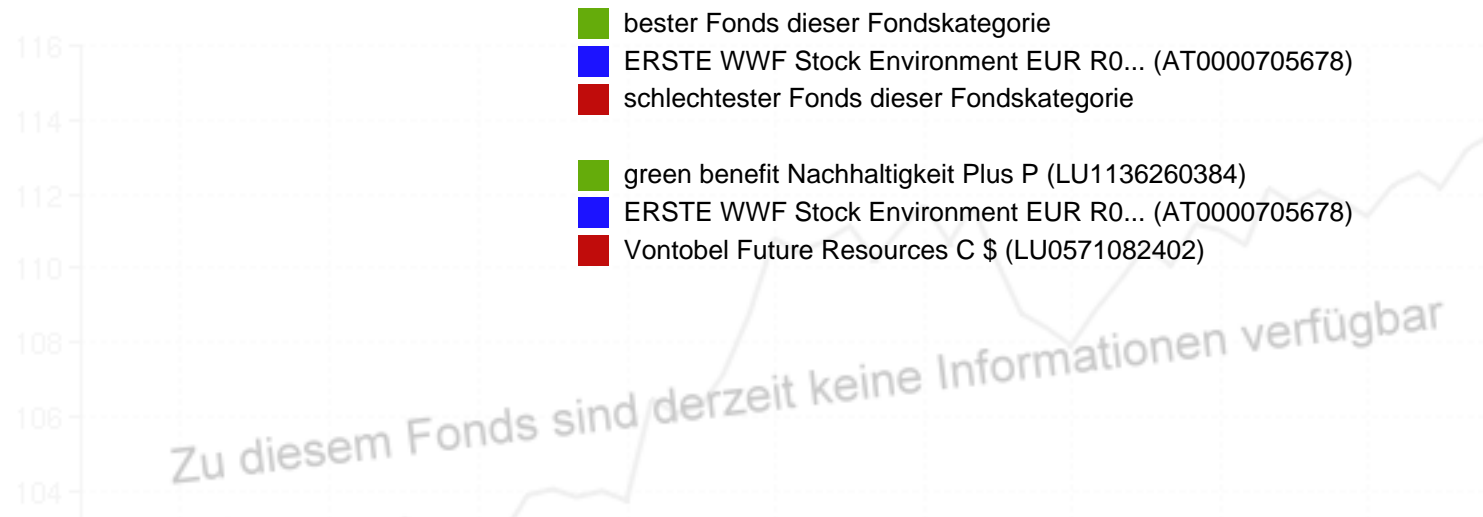 bester Fonds dieser Fondskategorie
ERSTE WWF Stock Environment EUR R0... (AT0000705678)
schlechtester Fonds dieser Fondskategorie
green benefit Nachhaltigkeit Plus P (LU1136260384)
ERSTE WWF Stock Environment EUR R0... (AT0000705678)
Vontobel Future Resources C $ (LU0571082402)
116
114
112
110
108
106
104
Zu diesem Fonds sind derzeit keine Informationen verfügbar